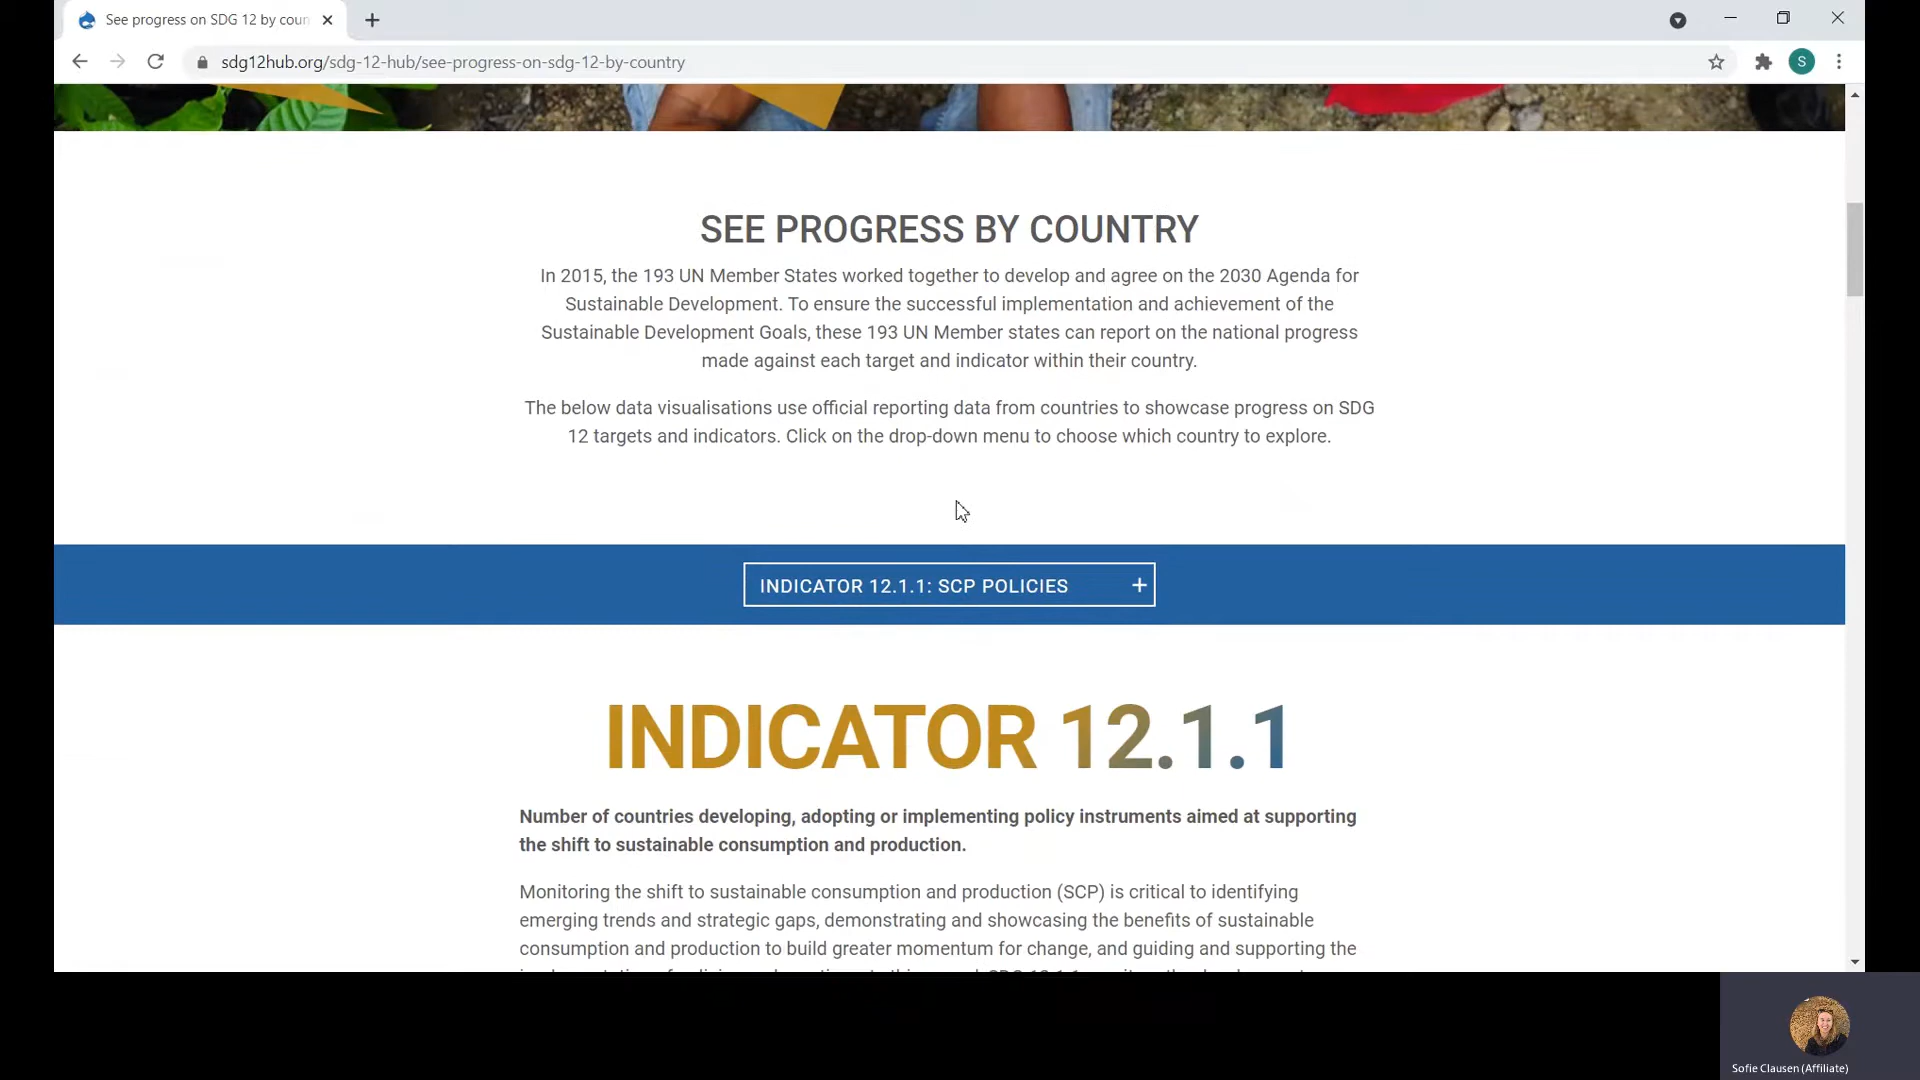 See progress on SDG 12 by coun
sdg12hub.org/sdg-12-hub/see-progress-on-sdg-12-by-country
S
SEE PROGRESS BY COUNTRY
In 2015, the 193 UN Member States worked together to develop and agree on the 2030 Agenda for
Sustainable Development. To ensure the successful implementation and achievement of the
Sustainable Development Goals, these 193 UN Member states can report on the national progress
made against each target and indicator within their country.
The below data visualisations use official reporting data from countries to showcase progress on SDG
12 targets and indicators. Click on the drop-down menu to choose which country to explore.
INDICATOR 12.1.1: SCP POLICIES +
INDICATOR 12.1.1
Number of countries developing, adopting or implementing policy instruments aimed at supporting
the shift to sustainable consumption and production.
Monitoring the shift to sustainable consumption and production (SCP) is critical to identifying
emerging trends and strategic gaps, demonstrating and showcasing the benefits of sustainable
consumption and production to build greater momentum for change, and guiding and supporting the
Sofie Clausen (Affiliate)